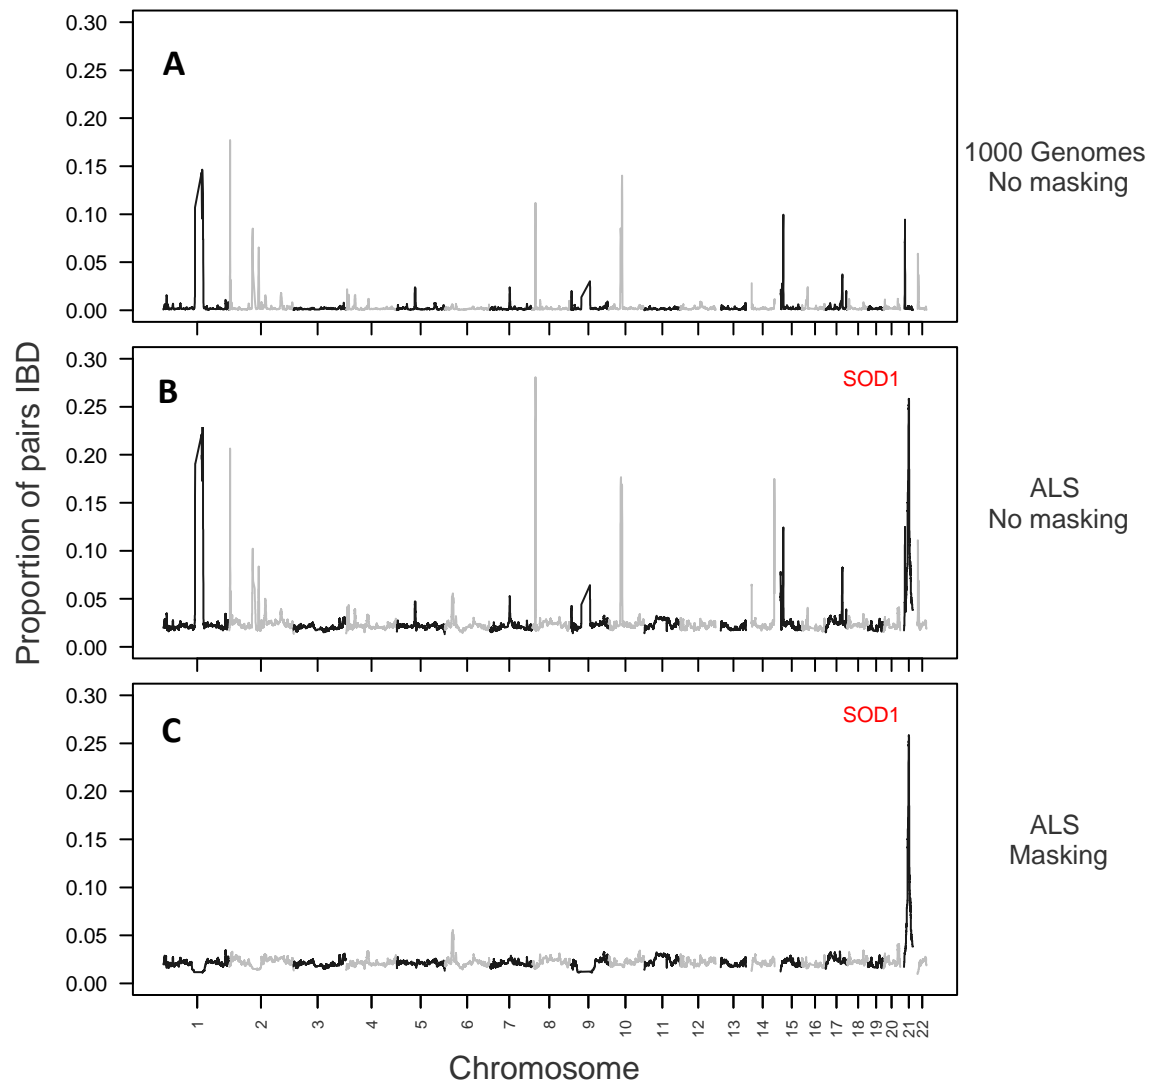 A
0.30
0.25
0.20
0.15
0.10
0.05
0.00
1000 Genomes
No masking
B
SOD1
0.30
0.25
0.20
0.15
0.10
0.05
0.00
ALS
No masking
Proportion of pairs IBD
C
SOD1
0.30
0.25
0.20
0.15
0.10
0.05
0.00
ALS
Masking
1 2 3 4 5 6 7 8 9 10 11 12 13 14 15 16 17 18 19 20 21 22
Chromosome